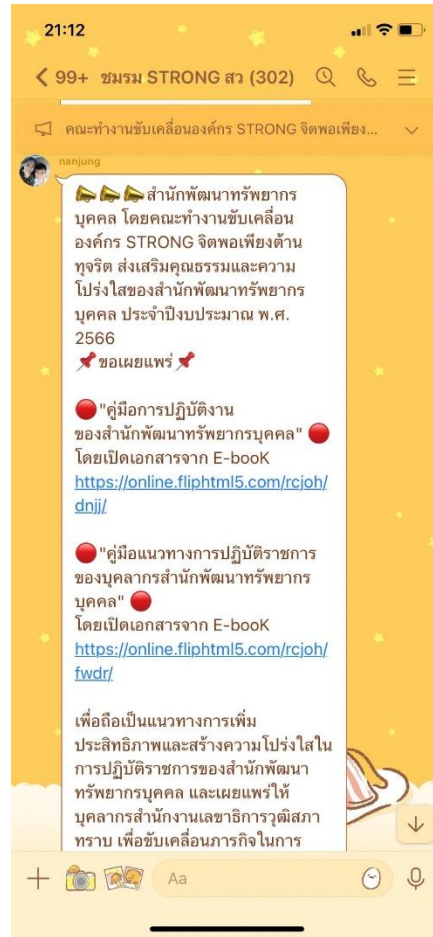 21:12
99+ ชมรม STRONG สว (302)
คณะทำงานขับเคลื่อนองค์กร STRONG จิตพอเพียง...
nanjung
📣📣📣สำนักพัฒนาทรัพยากร
บุคคล โดยคณะทำงานขับเคลื่อน
องค์กร STRONG จิตพอเพียงต้าน
ทุจริต ส่งเสริมคุณธรรมและความ
โปร่งใสของสำนักพัฒนาทรัพยากร
บุคคล ประจำปีงบประมาณ พ.ศ.
2566
📌ขอเผยแพร่📌
🔴"คู่มือการปฏิบัติงาน
ของสำนักพัฒนาทรัพยากรบุคคล" 🔴
โดยเปิดเอกสารจาก E-booK
https://online.fliphtml5.com/rcjoh/
dnjj/
🔴"คู่มือแนวทางการปฏิบัติราชการ
ของบุคลากรสำนักพัฒนาทรัพยากร
บุคคล" 🔴
โดยเปิดเอกสารจาก E-booK
https://online.fliphtml5.com/rcjoh/
fwdr/
เพื่อถือเป็นแนวทางการเพิ่ม
ประสิทธิภาพและสร้างความโปร่งใสใน
การปฏิบัติราชการของสำนักพัฒนา
ทรัพยากรบุคคล และเผยแพร่ให้
บุคลากรสำนักงานเลขาธิการวุฒิสภา
ทราบ เพื่อขับเคลื่อนภารกิจในการ
Aa